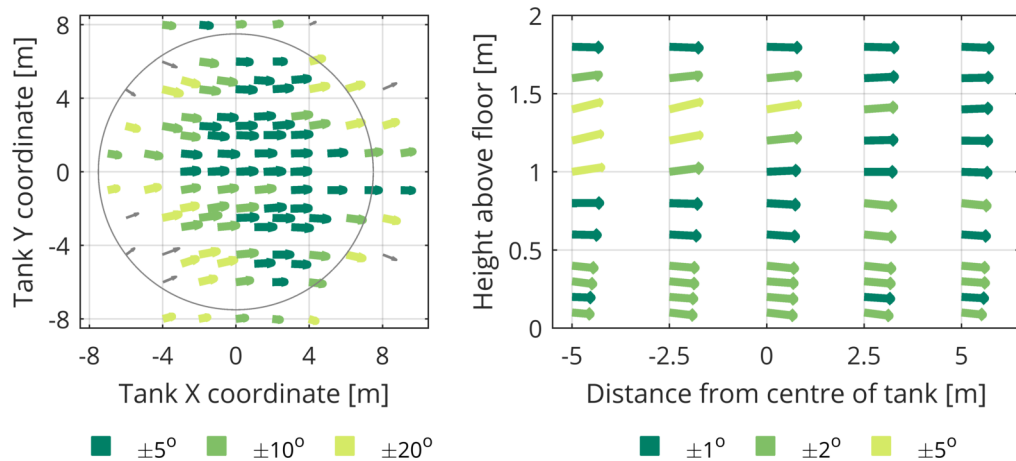 Tank Y coordinate [m]
8
4
0
-4
-8
-8 -4 0 4 8
Tank X coordinate [m]
±5° ±10° ±20°
Height above floor [m]
2
1.5
1
0.5
0
-5 -2.5 0 2.5 5
Distance from centre of tank [m]
±1° ±2° ±5°